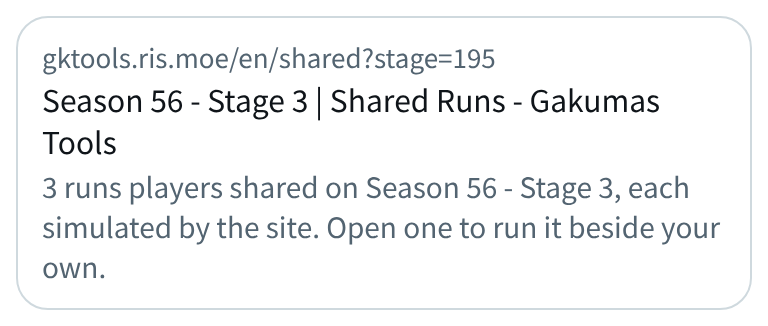 gktools.ris.moe/en/shared?stage=195
Season 56 - Stage 3 | Shared Runs - Gakumas
Tools
3 runs players shared on Season 56 - Stage 3, each
simulated by the site. Open one to run it beside your
own.